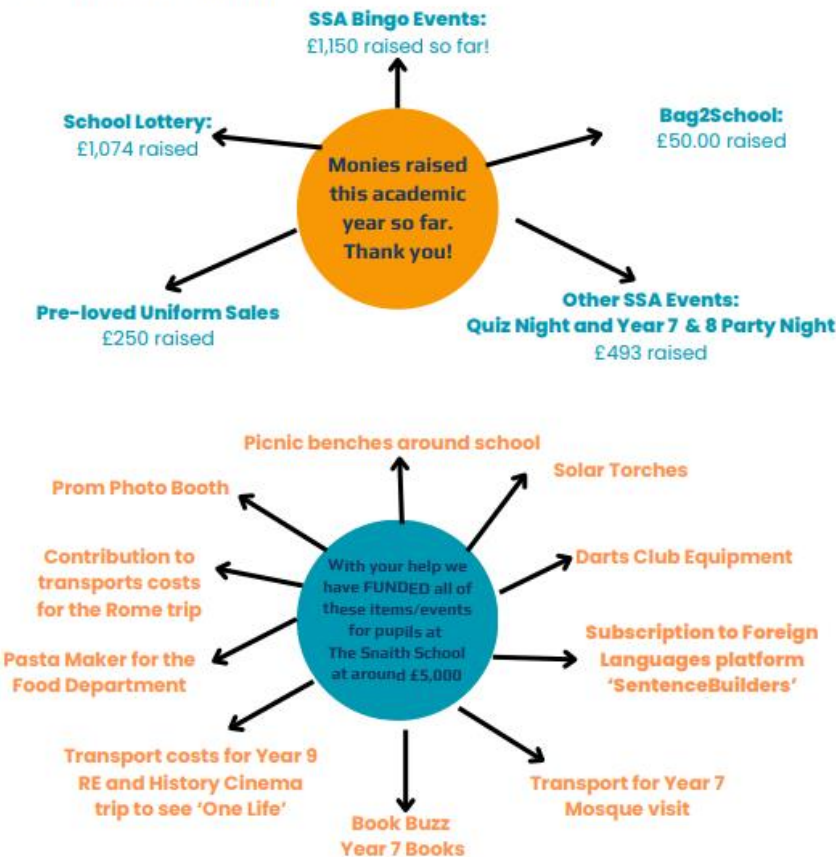 SSA Bingo Events:
£1,150 raised so far!
School Lottery:
£1,074 raised
Bag2School:
£50.00 raised
Monies raised
this academic
year so far.
Thank you!
Pre-loved Uniform Sales
£250 raised
Other SSA Events:
Quiz Night and Year 7 & 8 Party Night
£493 raised
Picnic benches around school
Solar Torches
Prom Photo Booth
Contribution to
transports costs
for the Rome trip
Darts Club Equipment
With your help we
have FUNDED all of
these items/events
for pupils at
The Snaith School
at around £5,000
Pasta Maker for the
Food Department
Subscription to Foreign
Languages platform
‘SentenceBuilders’
Transport costs for Year 9
RE and History Cinema
trip to see ‘One Life’
Transport for Year 7
Mosque visit
Book Buzz
Year 7 Books